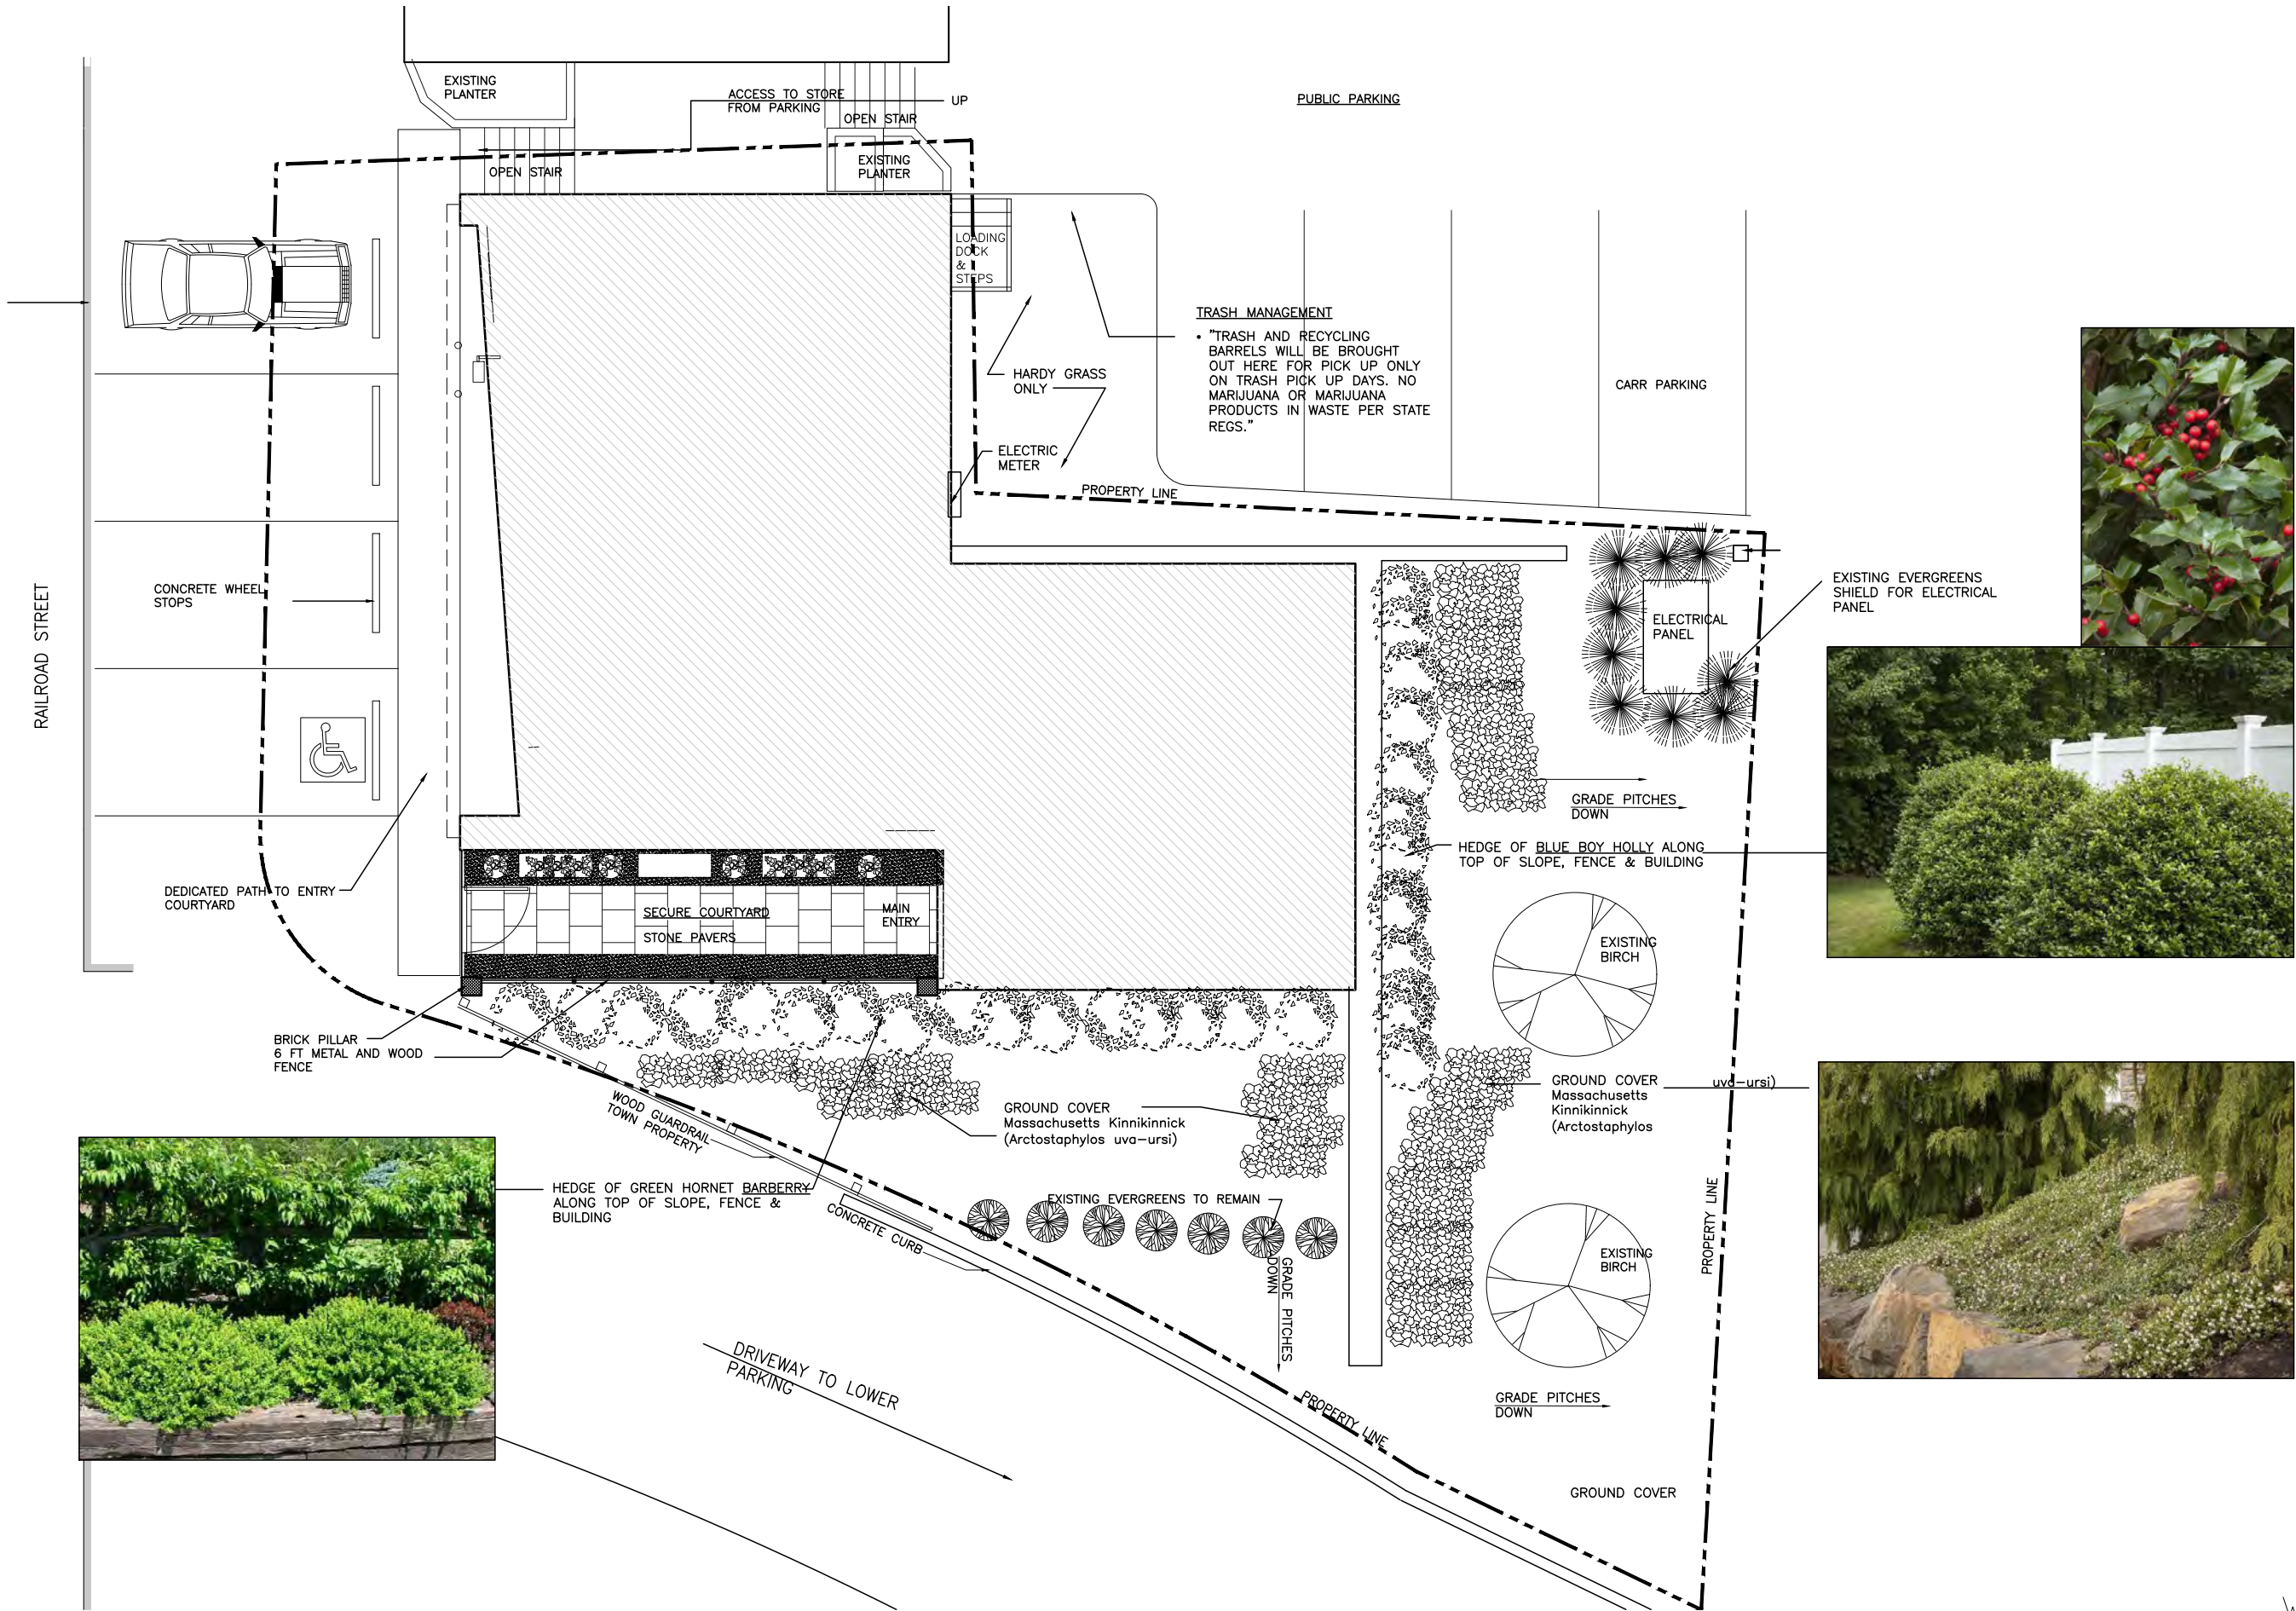 EXISTING
PLANTER
ACCESS TO STORE
FROM PARKING
UP
PUBLIC PARKING
OPEN STAIR
EXISTING
PLANTER
OPEN STAIR
LOADING
DOCK
&
STEPS
TRASH MANAGEMENT
• "TRASH AND RECYCLING
BARRELS WILL BE BROUGHT
OUT HERE FOR PICK UP ONLY
ON TRASH PICK UP DAYS. NO
MARIJUANA OR MARIJUANA
PRODUCTS IN WASTE PER STATE
REGS."
HARDY GRASS
ONLY
CARR PARKING
ELECTRIC
METER
PROPERTY LINE
RAILROAD STREET
CONCRETE WHEEL
STOPS
EXISTING EVERGREENS
SHIELD FOR ELECTRICAL
PANEL
ELECTRICAL
PANEL
GRADE PITCHES
DOWN
HEDGE OF BLUE BOY HOLLY ALONG
TOP OF SLOPE, FENCE & BUILDING
DEDICATED PATH TO ENTRY
COURTYARD
SECURE COURTYARD
STONE PAVERS
MAIN
ENTRY
EXISTING
BIRCH
BRICK PILLAR
6 FT METAL AND WOOD
FENCE
WOOD GUARDRAIL
TOWN PROPERTY
GROUND COVER
Massachusetts Kinnikinnick
(Arctostaphylos uva-ursi)
GROUND COVER
Massachusetts
Kinnikinnick
(Arctostaphylos
uva-ursi)
HEDGE OF GREEN HORNET BARBERRY
ALONG TOP OF SLOPE, FENCE &
BUILDING
EXISTING EVERGREENS TO REMAIN
CONCRETE CURB
GRADE PITCHES
DOWN
PROPERTY LINE
EXISTING
BIRCH
DRIVEWAY TO LOWER
PARKING
GRADE PITCHES
DOWN
PROPERTY LINE
GROUND COVER